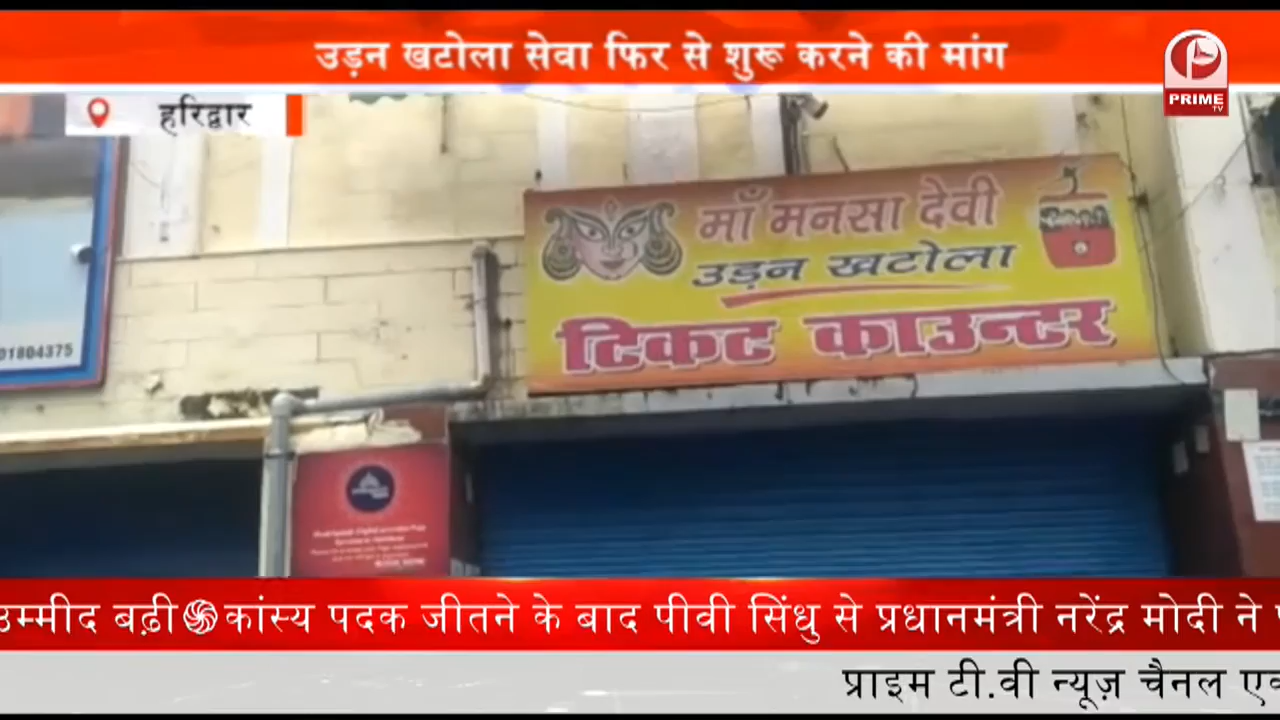 उड़न खटोला सेवा फिर से शुरू करने की मांग
हरिद्वार
PRIME
TV
माँ मनसा देवी
उड़न खटोला
टिकट काउन्टर
01804375
उम्मीद बढ़ी कांस्य पदक जीतने के बाद पीवी सिंधु से प्रधानमंत्री नरेंद्र मोदी ने
प्राइम टी.वी न्यूज़ चैनल